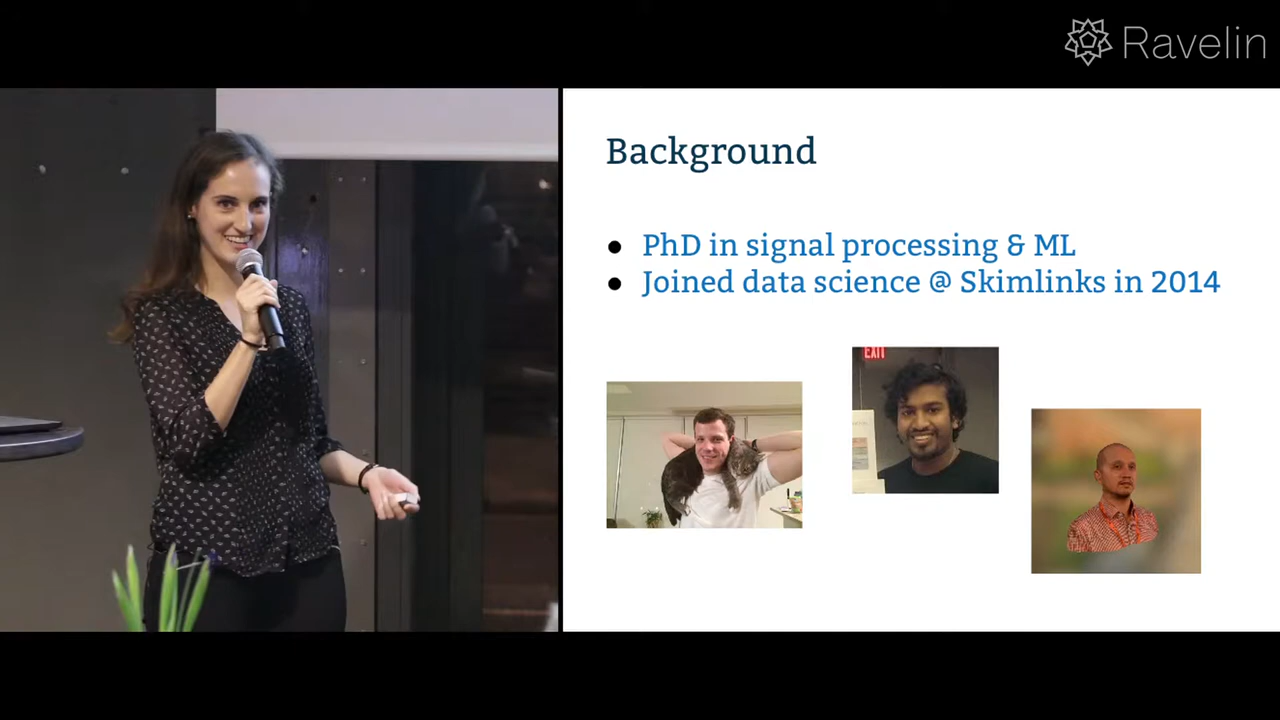 Ravelin
Background
PhD in signal processing & ML
Joined data science @ Skimlinks in 2014
EXIT